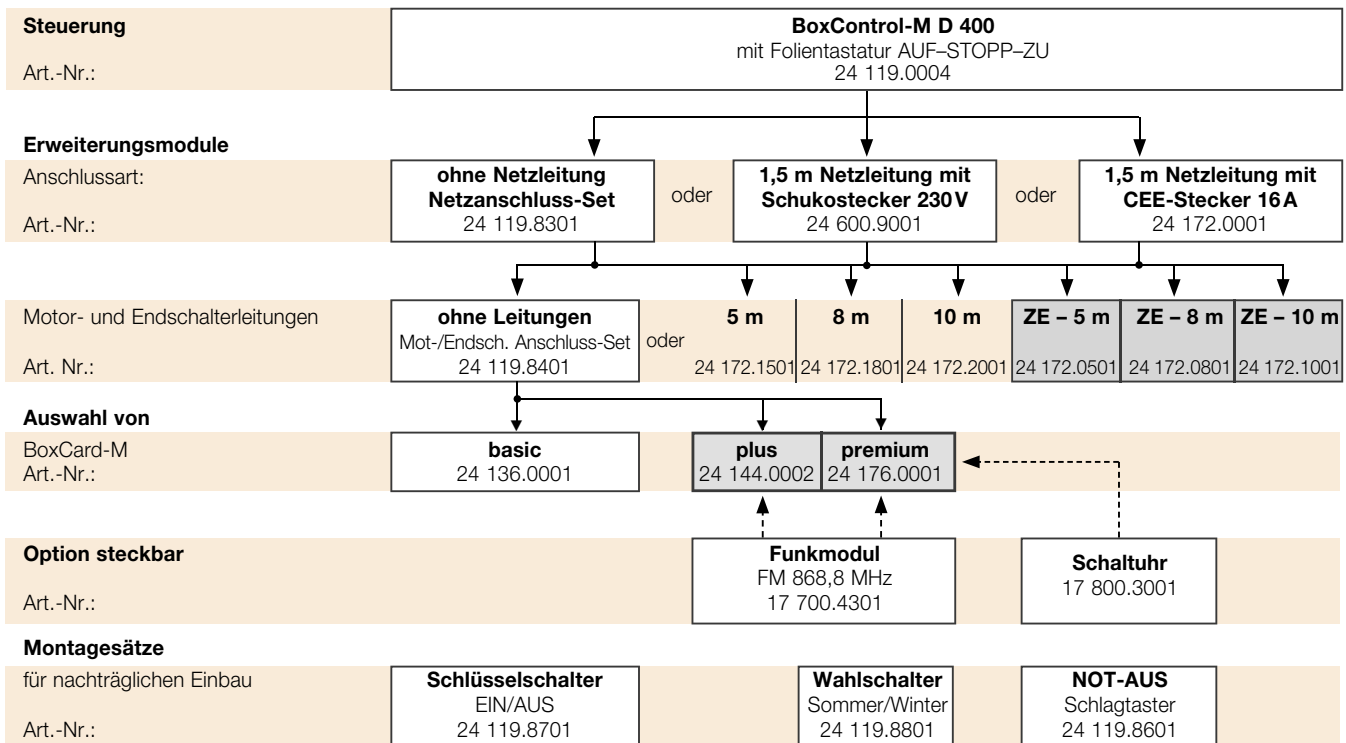 Steuerung
BoxControl-M D 400
mit Folientastatur AUF–STOPP–ZU
Art.-Nr.: 24 119.0004
Erweiterungsmodule
Anschlussart:
ohne Netzleitung
Netzanschluss-Set
24 119.8301
oder
1,5 m Netzleitung mit
Schukostecker 230 V
24 600.9001
oder
1,5 m Netzleitung mit
CEE-Stecker 16 A
24 172.0001
Art.-Nr.:
Motor- und Endschalterleitungen
ohne Leitungen
Mot-/Endsch. Anschluss-Set
24 119.8401
oder
5 m 8 m 10 m ZE – 5 m ZE – 8 m ZE – 10 m
Art. Nr.: 24 172.1501 24 172.1801 24 172.2001 24 172.0501 24 172.0801 24 172.1001
Auswahl von
BoxCard-M basic plus premium
Art.-Nr.: 24 136.0001 24 144.0002 24 176.0001
Option steckbar
Funkmodul
FM 868,8 MHz
17 700.4301
Schaltuhr
17 800.3001
Art.-Nr.:
Montagesätze
für nachträglichen Einbau
Schlüsselschalter
EIN/AUS
24 119.8701
Wahlschalter
Sommer/Winter
24 119.8801
NOT-AUS
Schlagtaster
24 119.8601
Art.-Nr.: